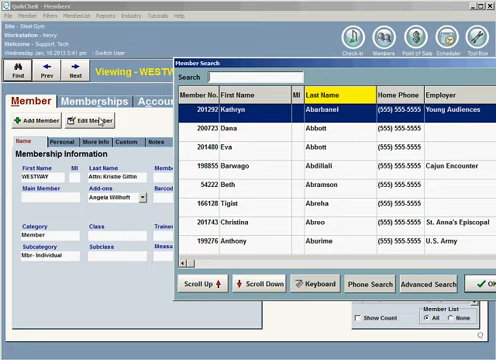 QuikCheK - Members
Members Filters MemberList Reports Industry Tutorials Help
Site - Steel Gym
Workstation - henry
Welcome - Support, Tech
Wednesday, Jan 16 2013 5:41 pm - Switch User
Check-in Members Point of Sale Scheduler Tool Box
Find Prev Next
Viewing - WESTW
Member Memberships Accou
Add Member Edit Member
Name Personal More Info Custom Notes
Membership Information
First Name MI Last Name
WESTWAY Attn: Kristie Gittin
Main Member Add-ons Barcod
Angela Willhoft
Category Class Traine
Member
Subcategory Subclass Measu
Mbr- Individual
Member Search
Search
Member No. First Name MI Last Name Home Phone Employer
201292 Kathryn Abarbanel (555) 555-5555 Young Audiences
200723 Dana Abbott (555) 555-5555
201480 Eva Abbott (555) 555-5555
198855 Barwago Abdillali (555) 555-5555 Cajun Encounter
54222 Beth Abramson (555) 555-5555
166128 Tigist Abreha (555) 555-5555
201743 Christina Abreo (555) 555-5555 St. Anna's Episcopal
199276 Anthony Aburime (555) 555-5555 U.S. Army
Scroll Up Scroll Down Keyboard Phone Search Advanced Search OK
Member List
Show Count All None